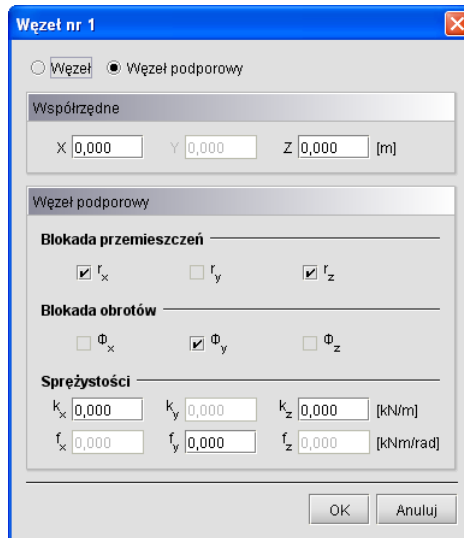 Węzeł nr 1
Węzeł Węzeł podporowy
Współrzędne
X 0,000 Y 0,000 Z 0,000 [m]
Węzeł podporowy
Blokada przemieszczeń
rx ry rz
Blokada obrotów
Φx Φy Φz
Sprężystości
kx 0,000 ky 0,000 kz 0,000 [kN/m]
fx 0,000 fy 0,000 fz 0,000 [kNm/rad]
OK Anuluj